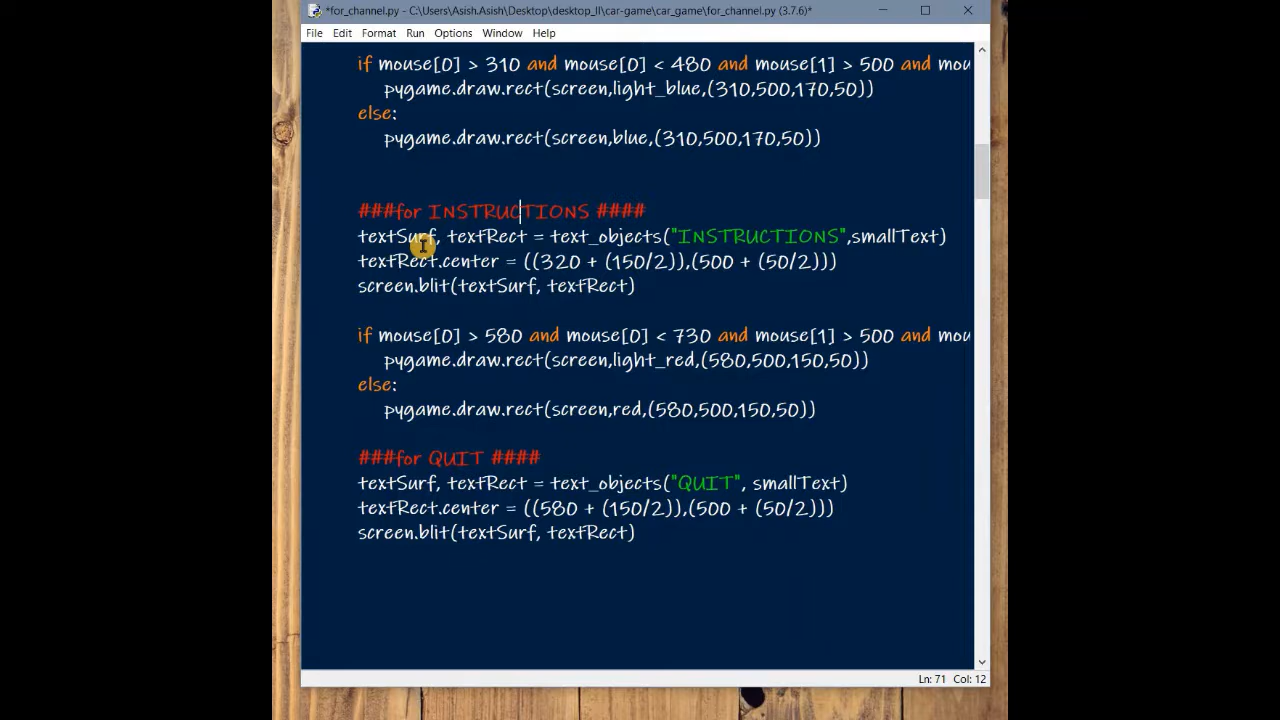 *for_channel.py - C:\Users\Asish.Asish\Desktop\desktop_ll\car-game\car_game\for_channel.py (3.7.6)*
File Edit Format Run Options Window Help
if mouse[0] > 310 and mouse[0] < 480 and mouse[1] > 500 and mou
pygame.draw.rect(screen,light_blue,(310,500,170,50))
else:
pygame.draw.rect(screen,blue,(310,500,170,50))
###for INSTRUCTIONS ####
textSurf, textRect = text_objects("INSTRUCTIONS",smallText)
textRect.center = ((320 + (150/2)),(500 + (50/2)))
screen.blit(textSurf, textRect)
if mouse[0] > 580 and mouse[0] < 730 and mouse[1] > 500 and mou
pygame.draw.rect(screen,light_red,(580,500,150,50))
else:
pygame.draw.rect(screen,red,(580,500,150,50))
###for QUIT ####
textSurf, textRect = text_objects("QUIT", smallText)
textRect.center = ((580 + (150/2)),(500 + (50/2)))
screen.blit(textSurf, textRect)
Ln: 71 Col: 12